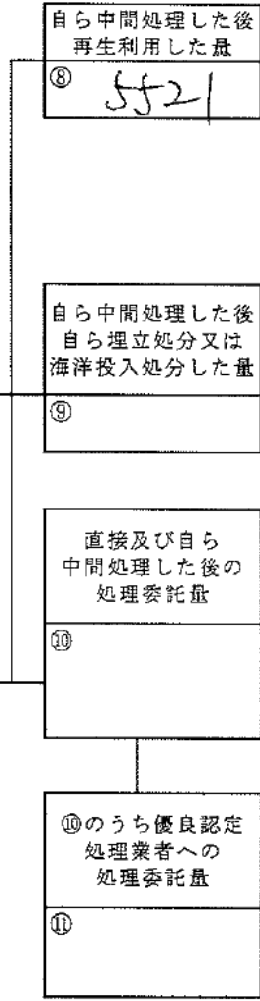 自ら中間処理した後
再生利用した量
⑧ 5521
自ら中間処理した後
自ら埋立処分又は
海洋投入処分した量
⑨
直接及び自ら
中間処理した後の
処理委託量
⑩
⑩のうち優良認定
処理業者への
処理委託量
⑪